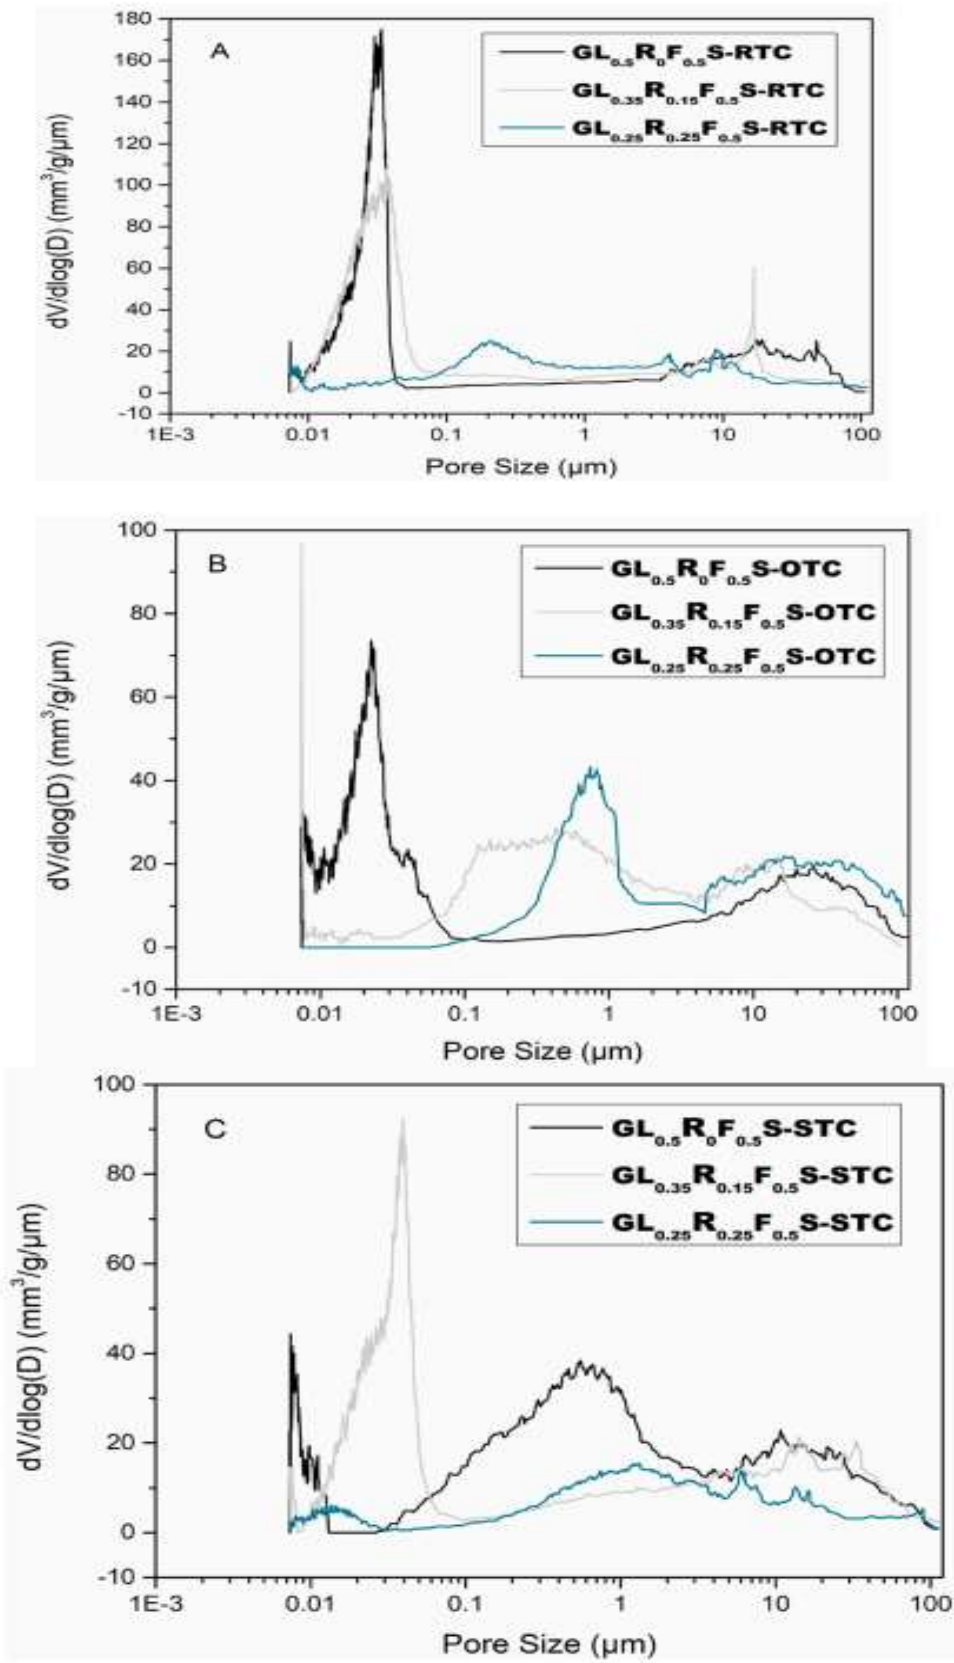 180
160
140
120
100
80
60
40
20
0
-10
dV/dlog(D) (mm³/g/µm)
A
GL₀.₅R₀F₀.₅S-RTC
GL₀.₃₅R₀.₁₅F₀.₅S-RTC
GL₀.₂₅R₀.₂₅F₀.₅S-RTC
1E-3 0.01 0.1 1 10 100
Pore Size (µm)
100
80
60
40
20
0
-10
dV/dlog(D) (mm³/g/µm)
B
GL₀.₅R₀F₀.₅S-OTC
GL₀.₃₅R₀.₁₅F₀.₅S-OTC
GL₀.₂₅R₀.₂₅F₀.₅S-OTC
1E-3 0.01 0.1 1 10 100
Pore Size (µm)
100
80
60
40
20
0
-10
dV/dlog(D) (mm³/g/µm)
C
GL₀.₅R₀F₀.₅S-STC
GL₀.₃₅R₀.₁₅F₀.₅S-STC
GL₀.₂₅R₀.₂₅F₀.₅S-STC
1E-3 0.01 0.1 1 10 100
Pore Size (µm)